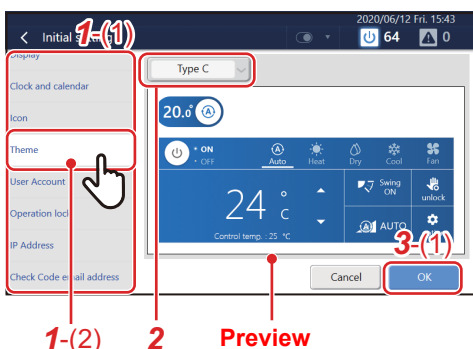 2020/06/12 Fri. 15:43
Initial
1-(1)
64
0
Display
Type C
Clock and calendar
20.0 A
Icon
Theme
ON
OFF
A
Auto
Heat
Dry
Cool
Fan
User Account
24 °C
Swing
ON
unlock
Operation lock
A AUTO
Control temp. : 25 °C
3-(1)
IP Address
Check Code email address
Cancel
OK
1-(2)
2
Preview